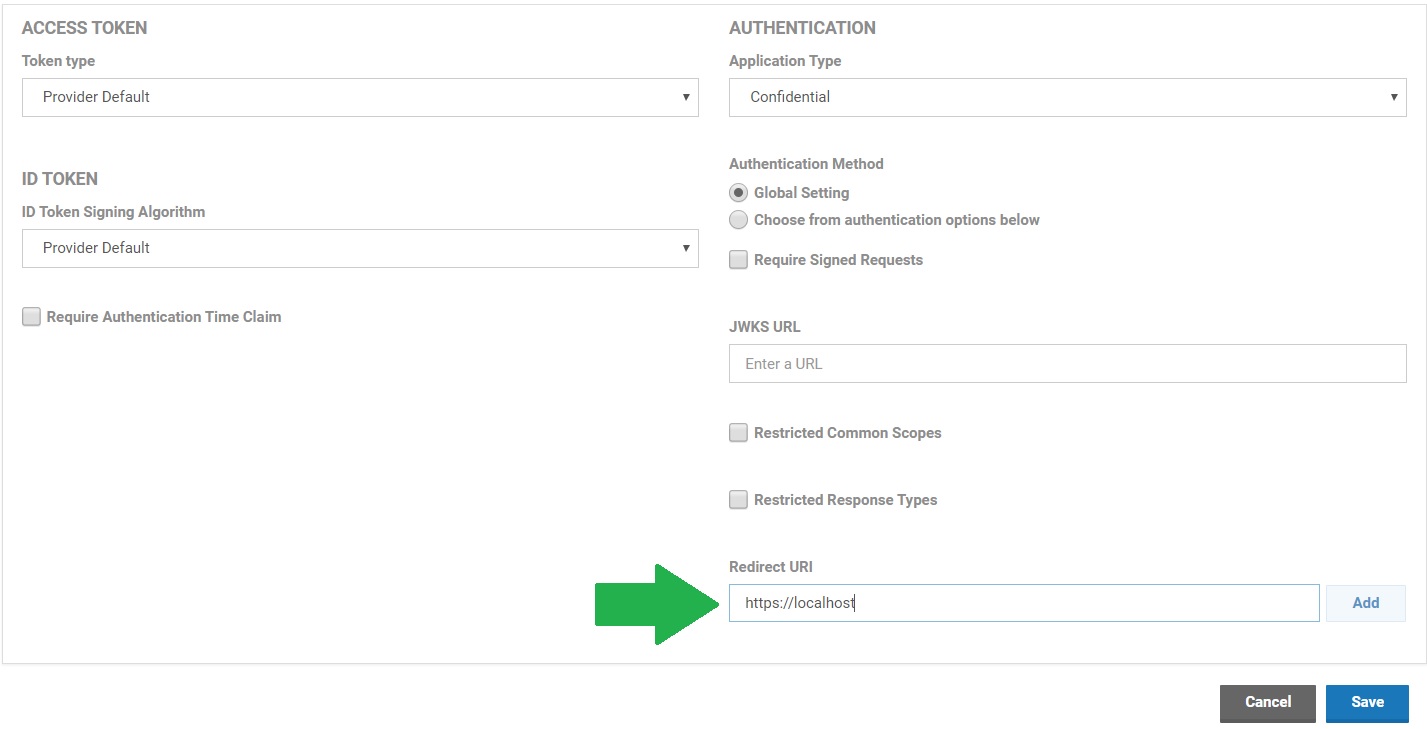 ACCESS TOKEN
Token type
Provider Default
ID TOKEN
ID Token Signing Algorithm
Provider Default
Require Authentication Time Claim
AUTHENTICATION
Application Type
Confidential
Authentication Method
Global Setting
Choose from authentication options below
Require Signed Requests
JWKS URL
Enter a URL
Restricted Common Scopes
Restricted Response Types
Redirect URI
https://localhost
Add
Cancel
Save